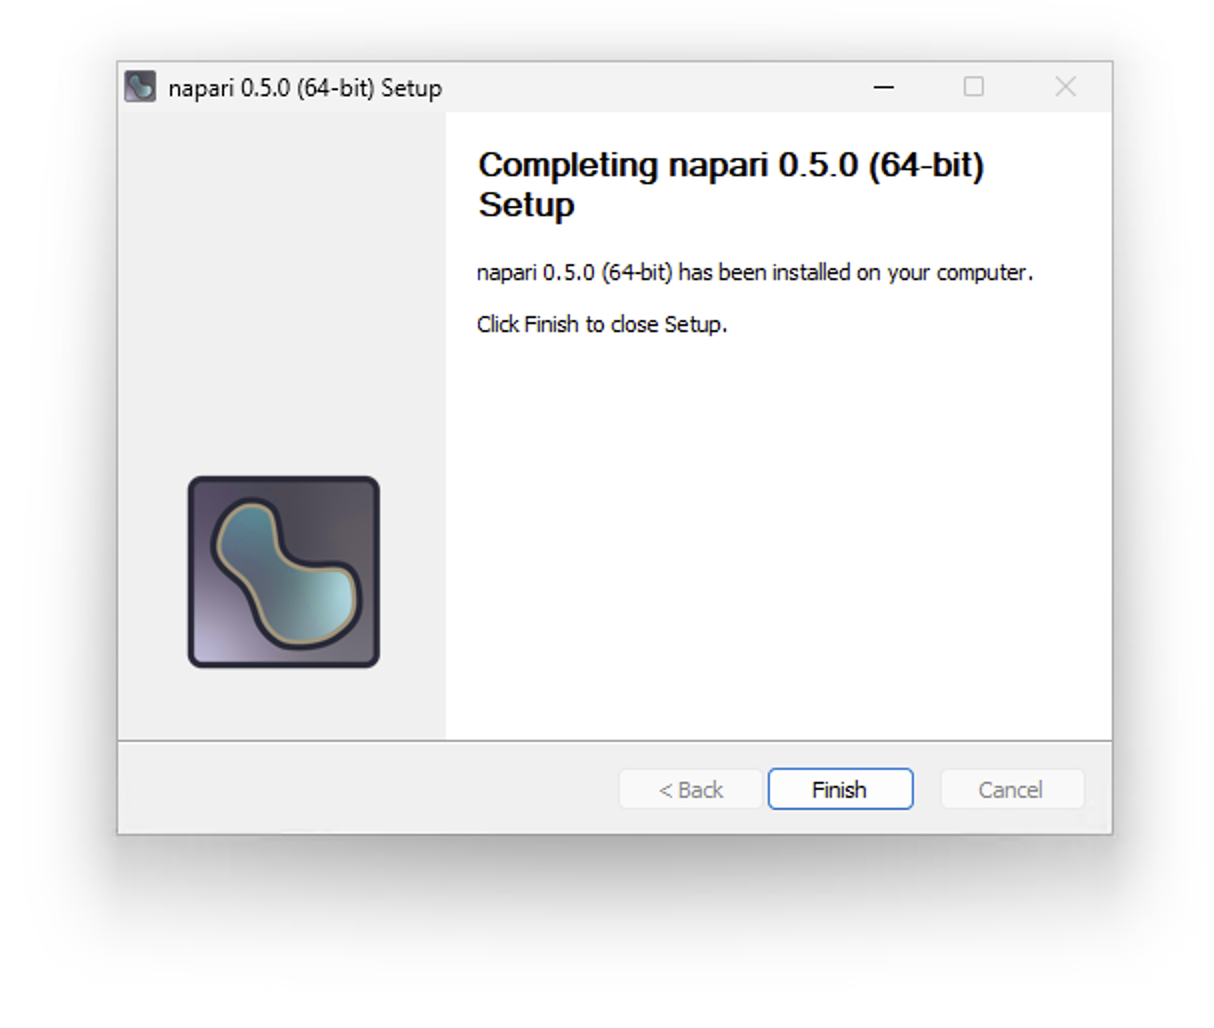 napari 0.5.0 (64-bit) Setup
Completing napari 0.5.0 (64-bit)
Setup
napari 0.5.0 (64-bit) has been installed on your computer.
Click Finish to close Setup.
< Back
Finish
Cancel